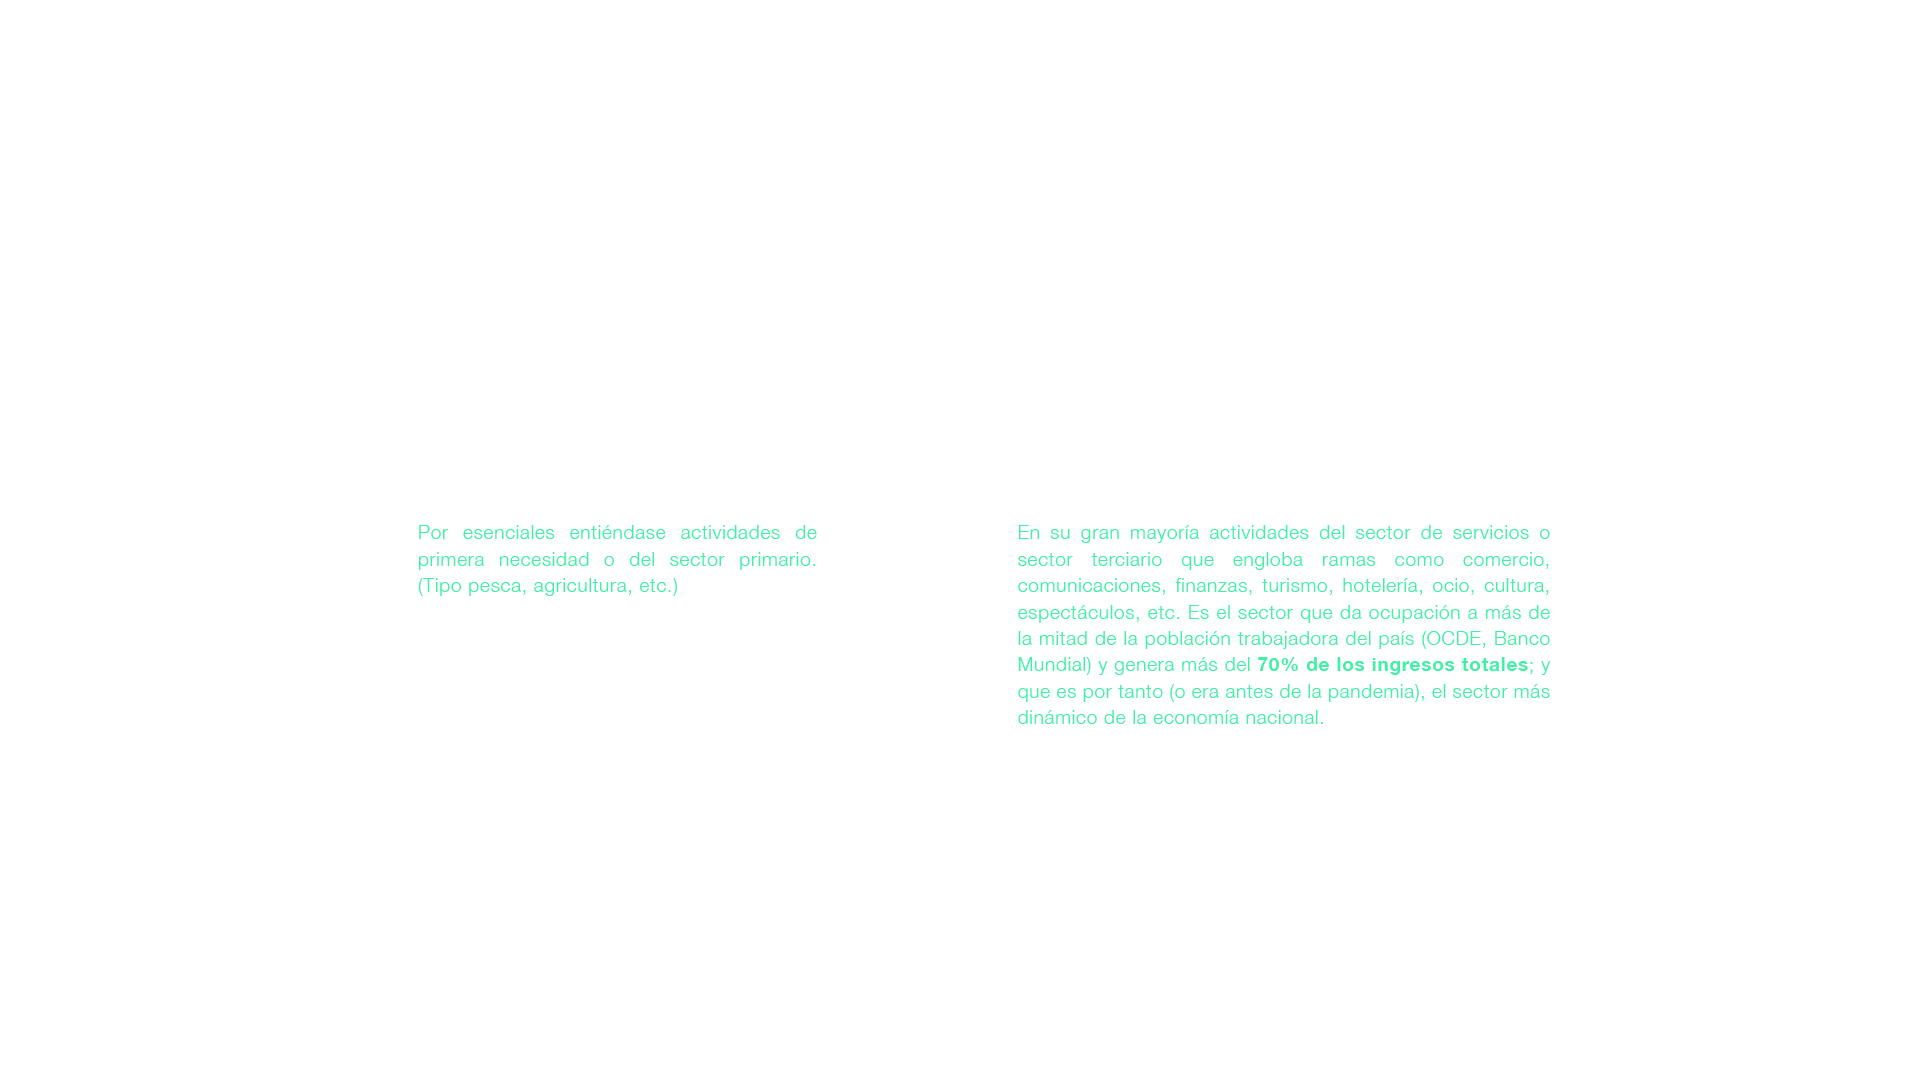 Por esenciales entiéndase actividades de
primera necesidad o del sector primario.
(Tipo pesca, agricultura, etc.)
En su gran mayoría actividades del sector de servicios o
sector terciario que engloba ramas como comercio,
comunicaciones, finanzas, turismo, hotelería, ocio, cultura,
espectáculos, etc. Es el sector que da ocupación a más de
la mitad de la población trabajadora del país (OCDE, Banco
Mundial) y genera más del 70% de los ingresos totales; y
que es por tanto (o era antes de la pandemia), el sector más
dinámico de la economía nacional.